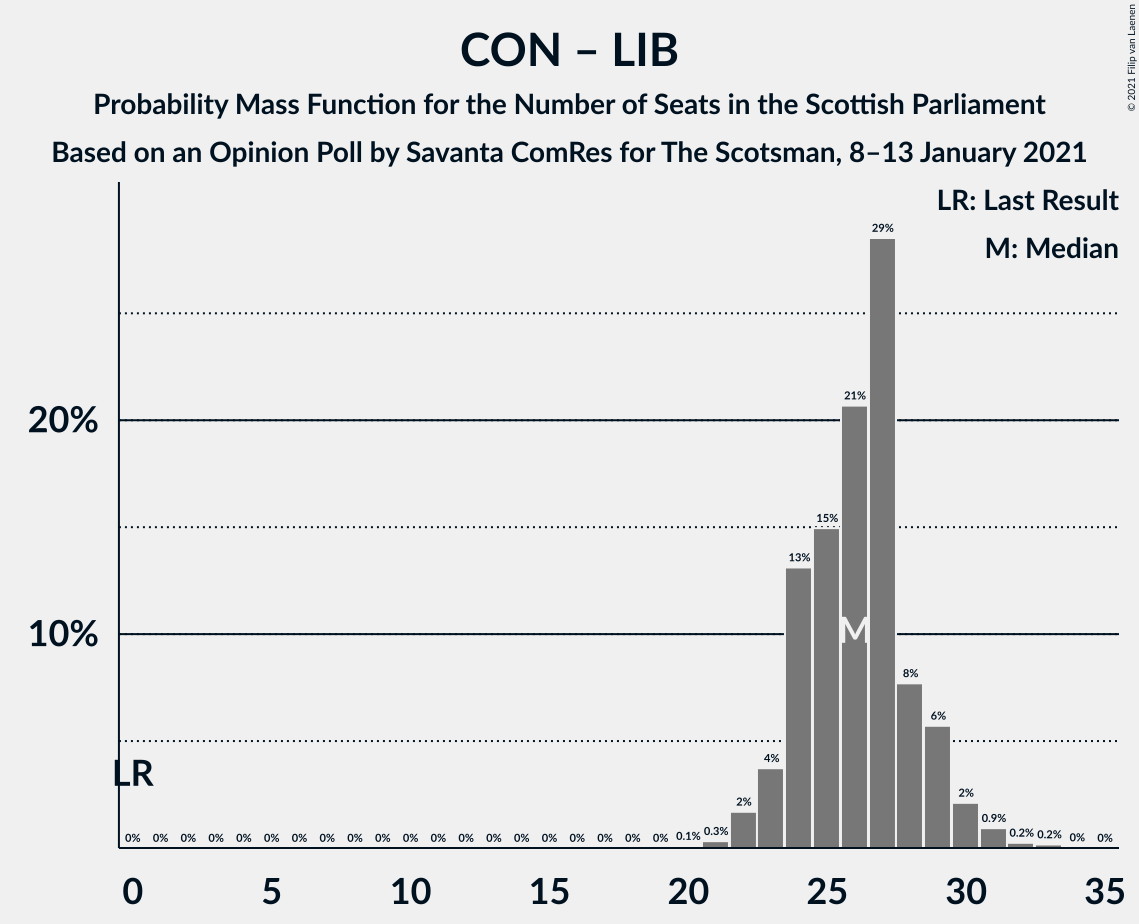 CON – LIB
Probability Mass Function for the Number of Seats in the Scottish Parliament
Based on an Opinion Poll by Savanta ComRes for The Scotsman, 8–13 January 2021
© 2021 Filip van Laenen
LR: Last Result
M: Median
20%
10%
LR
M
0% 0% 0% 0% 0% 0% 0% 0% 0% 0% 0% 0% 0% 0% 0% 0% 0% 0% 0% 0% 0.1% 0.3% 2% 4% 13% 15% 21% 29% 8% 6% 2% 0.9% 0.2% 0.2% 0% 0%
0 5 10 15 20 25 30 35